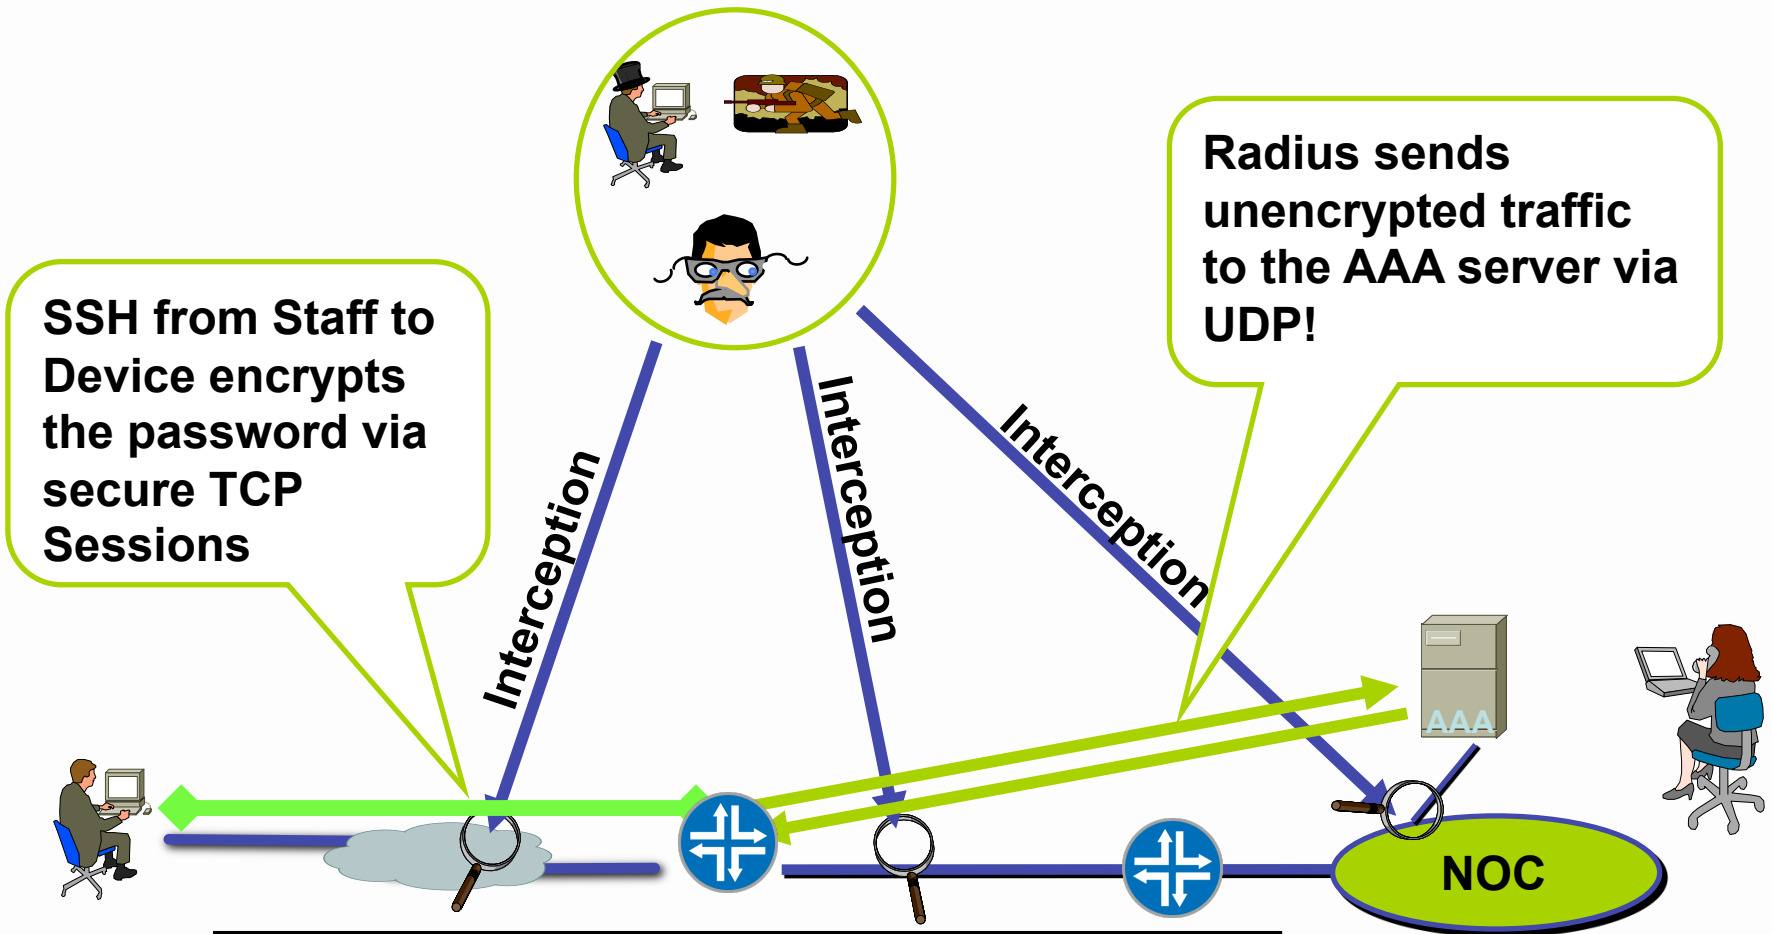 SSH from Staff to
Device encrypts
the password via
secure TCP
Sessions
Interception
Interception
Interception
Radius sends
unencrypted traffic
to the AAA server via
UDP!
AAA
NOC